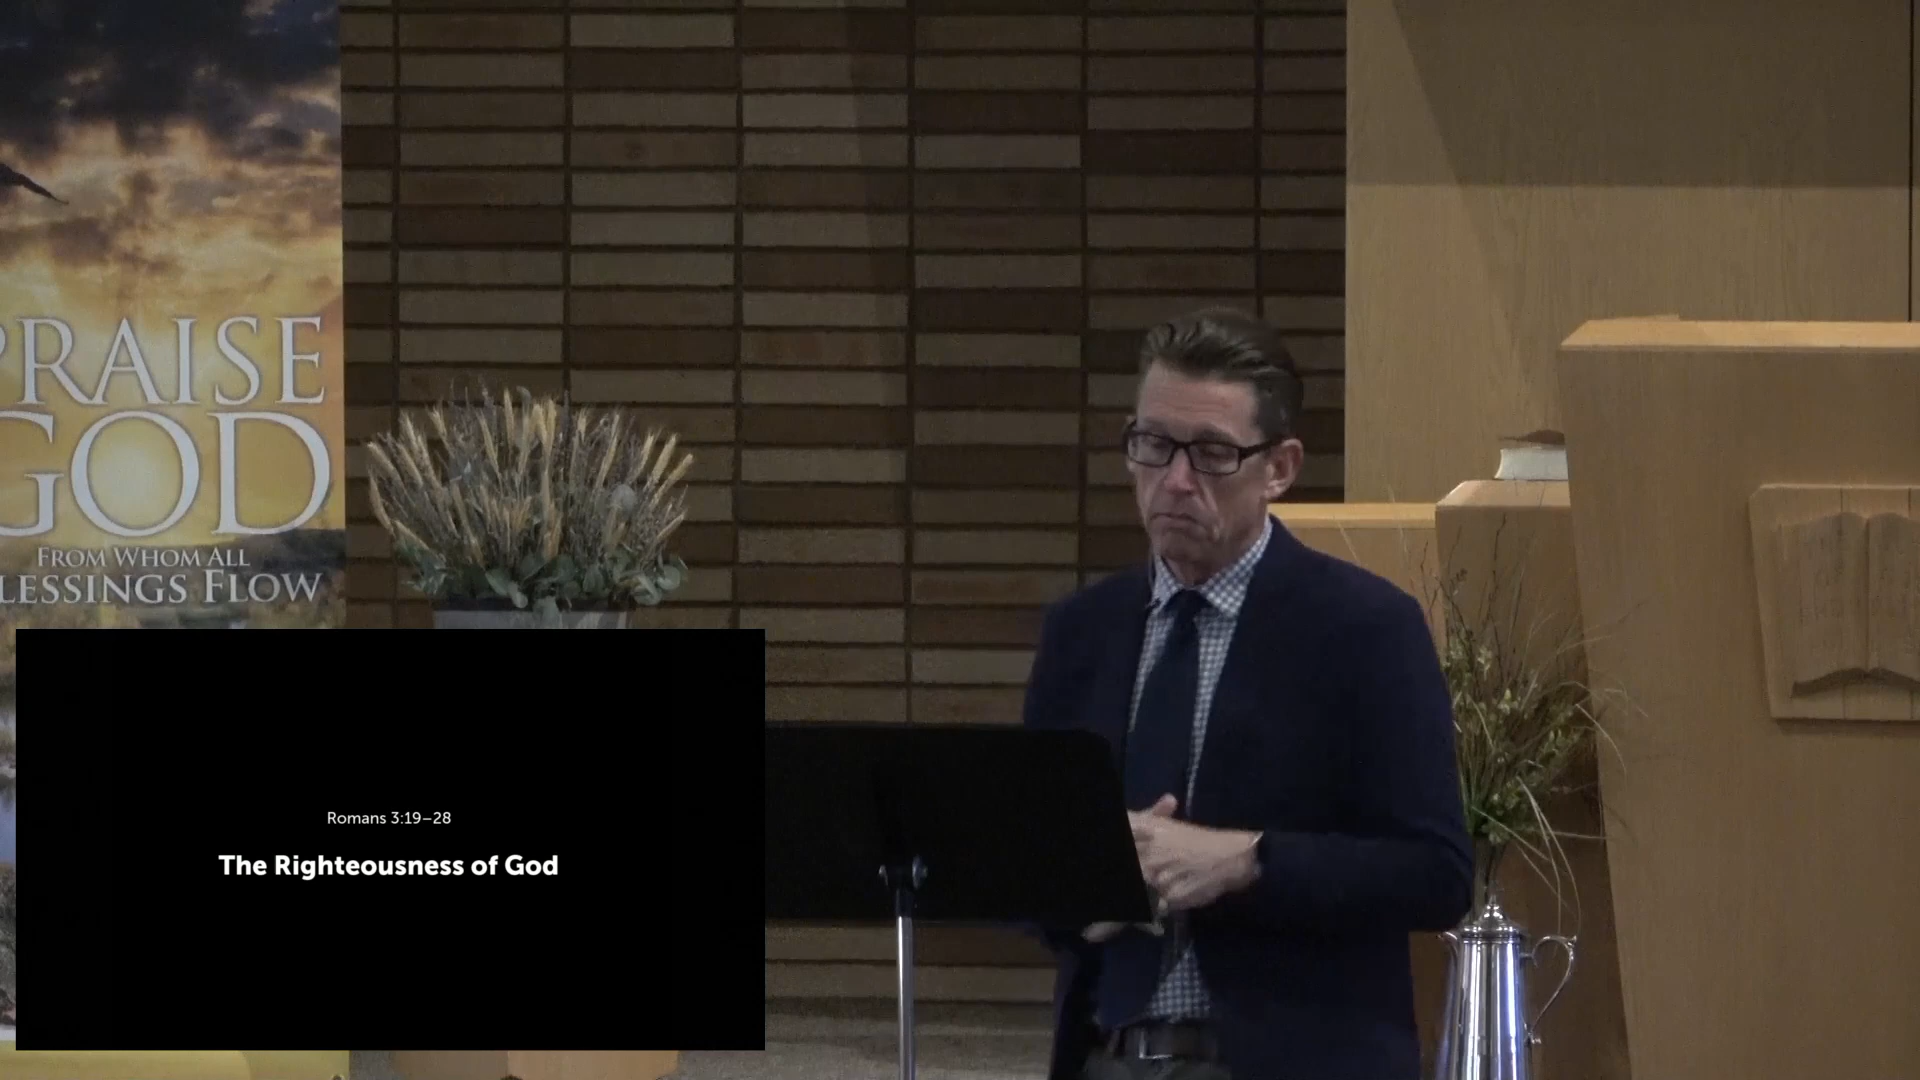 PRAISE
GOD
FROM WHOM ALL
LESSINGS FLOW
Romans 3:19–28
The Righteousness of God